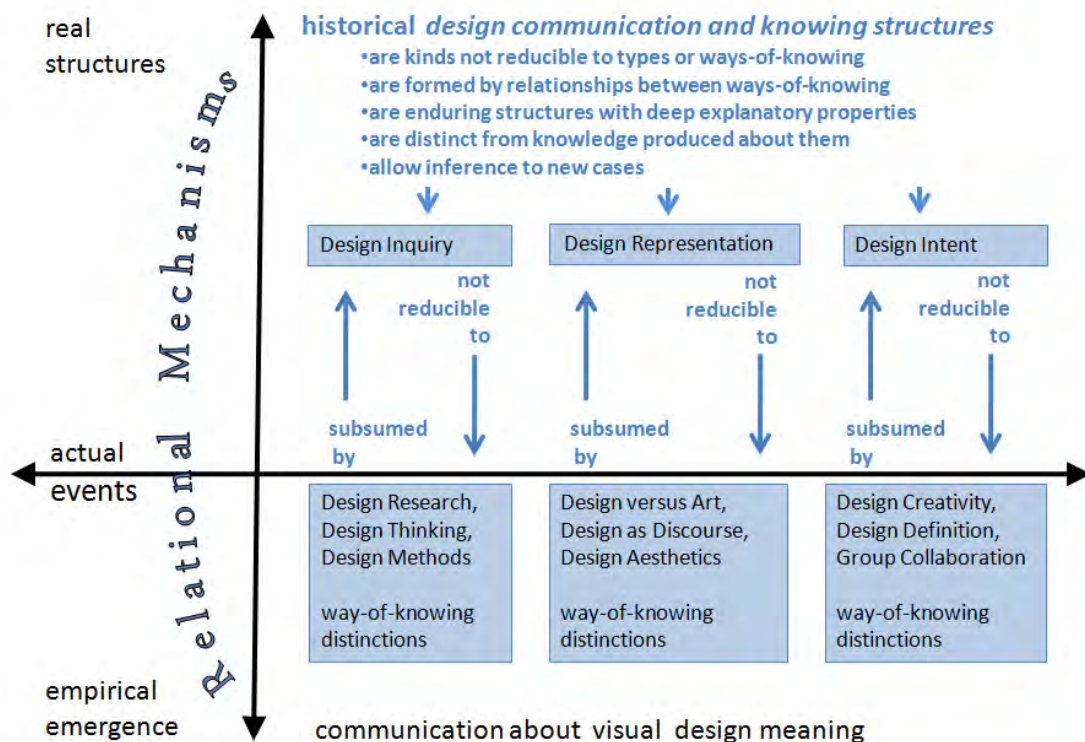 real
structures
historical design communication and knowing structures
•are kinds not reducible to types or ways-of-knowing
•are formed by relationships between ways-of-knowing
•are enduring structures with deep explanatory properties
•are distinct from knowledge produced about them
•allow inference to new cases
Relational Mechanisms
Design Inquiry
Design Representation
Design Intent
not
reducible
to
not
reducible
to
not
reducible
to
subsumed
by
subsumed
by
subsumed
by
actual
events
Design Research,
Design Thinking,
Design Methods
way-of-knowing
distinctions
Design versus Art,
Design as Discourse,
Design Aesthetics
way-of-knowing
distinctions
Design Creativity,
Design Definition,
Group Collaboration
way-of-knowing
distinctions
empirical
emergence
communication about visual design meaning